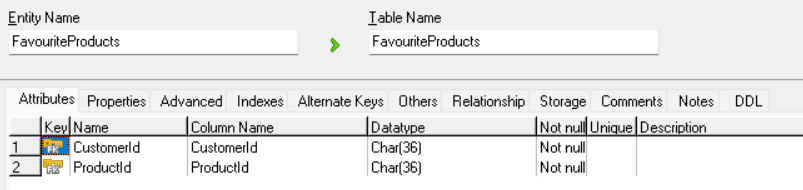 Entity Name Table Name
FavouriteProducts FavouriteProducts
Attributes Properties Advanced Indexes Alternate Keys Others Relationship Storage Comments Notes DDL
Key Name Column Name Datatype Not null Unique Description
1 FK CustomerId CustomerId Char(36) Not null
2 FK ProductId ProductId Char(36) Not null